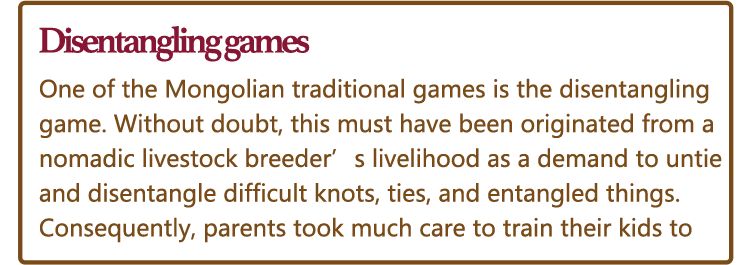 Disentangling games
One of the Mongolian traditional games is the disentangling
game. Without doubt, this must have been originated from a
nomadic livestock breeder’s livelihood as a demand to untie
and disentangle difficult knots, ties, and entangled things.
Consequently, parents took much care to train their kids to